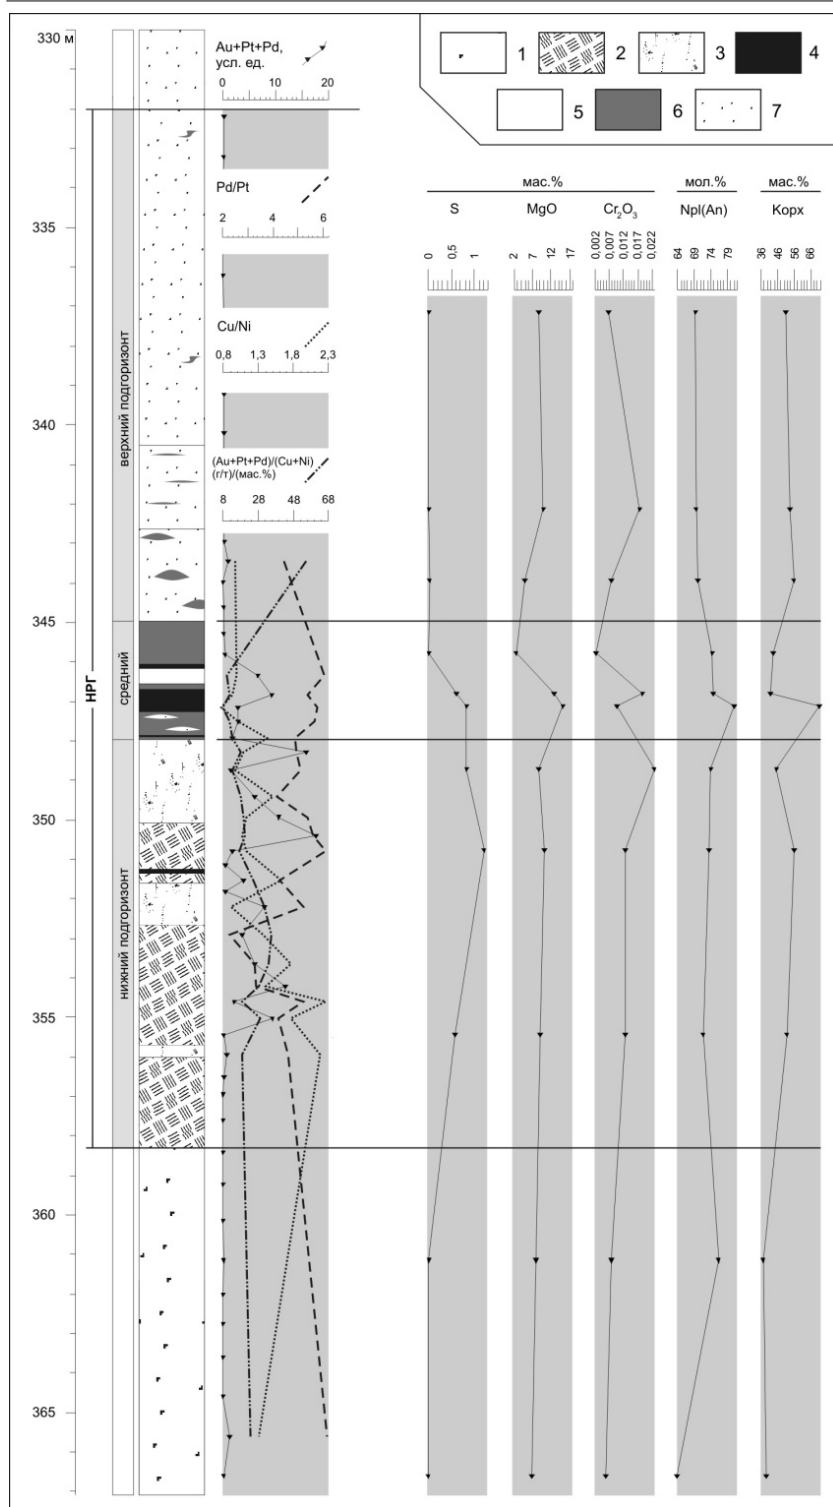 330 м
335
340
345
350
355
360
365
НРГ
верхний подгоризонт
средний
нижний подгоризонт
Au+Pt+Pd,
усл. ед.
0 10 20
Pd/Pt
2 4 6
Cu/Ni
0,8 1,3 1,8 2,3
(Au+Pt+Pd)/(Cu+Ni)
(г/т)/(мас.%)
8 28 48 68
1 2 3 4
5 6 7
мас.% мол.% мас.%
S MgO Cr₂O₃ Npl(An) Kopx
0 0,5 1
2 7 12 17
0,002 0,007 0,012 0,017 0,022
64 69 74 79
36 46 56 66